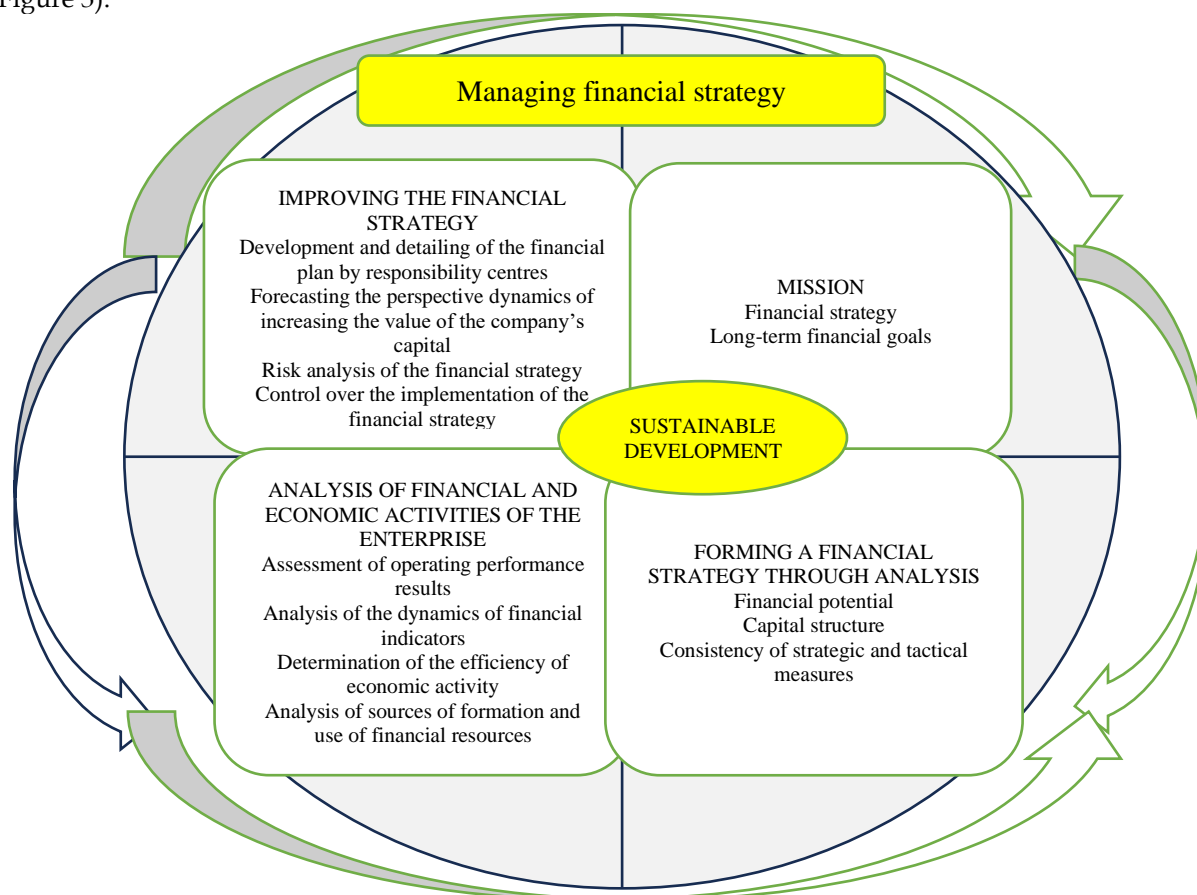 Figure 5).
Managing financial strategy
IMPROVING THE FINANCIAL
STRATEGY
Development and detailing of the financial
plan by responsibility centres
Forecasting the perspective dynamics of
increasing the value of the company’s
capital
Risk analysis of the financial strategy
Control over the implementation of the
financial strategy
MISSION
Financial strategy
Long-term financial goals
SUSTAINABLE
DEVELOPMENT
ANALYSIS OF FINANCIAL AND
ECONOMIC ACTIVITIES OF THE
ENTERPRISE
Assessment of operating performance
results
Analysis of the dynamics of financial
indicators
Determination of the efficiency of
economic activity
Analysis of sources of formation and
use of financial resources
FORMING A FINANCIAL
STRATEGY THROUGH ANALYSIS
Financial potential
Capital structure
Consistency of strategic and tactical
measures